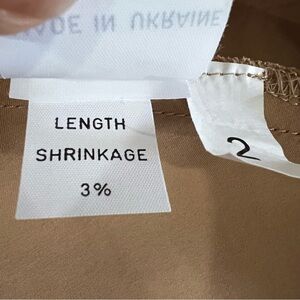 MADE IN UKRAINE
LENGTH
SHRINKAGE
3%
2